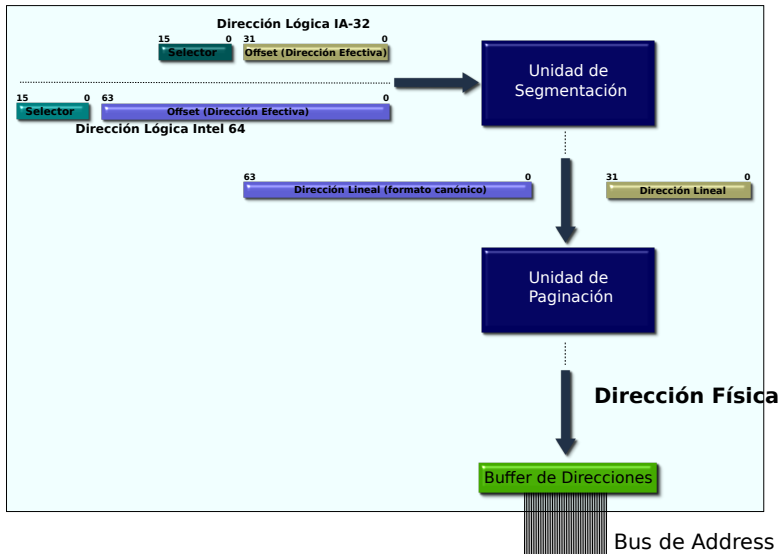 Dirección Lógica IA-32
15 0 31 0
Selector Offset (Dirección Efectiva)
15 0 63 0
Selector Offset (Dirección Efectiva)
Dirección Lógica Intel 64
Unidad de
Segmentación
63 0 31 0
Dirección Lineal (formato canónico) Dirección Lineal
Unidad de
Paginación
Dirección Física
Buffer de Direcciones
Bus de Address